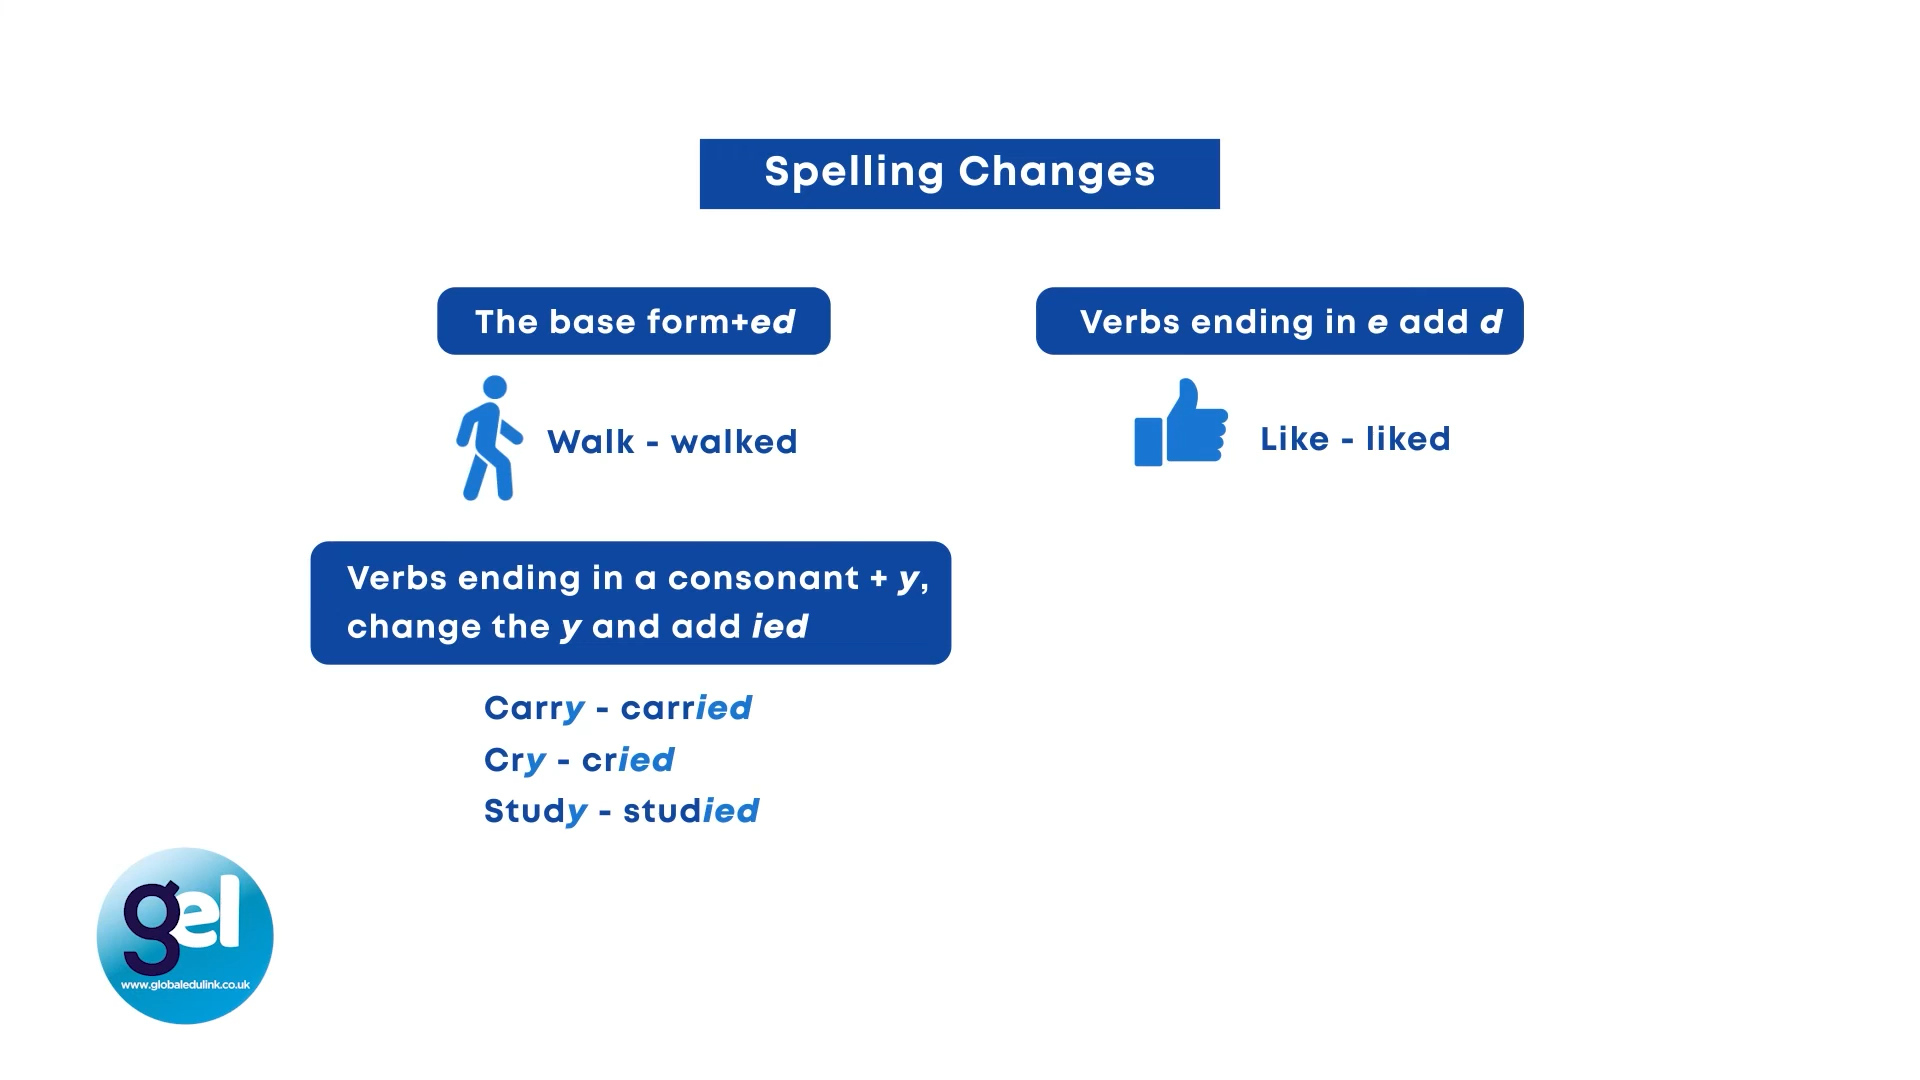 Spelling Changes
The base form+ed
Verbs ending in e add d
Walk - walked
Like - liked
Verbs ending in a consonant + y,
change the y and add ied
Carry - carried
Cry - cried
Study - studied
gel
www.globaledulink.co.uk